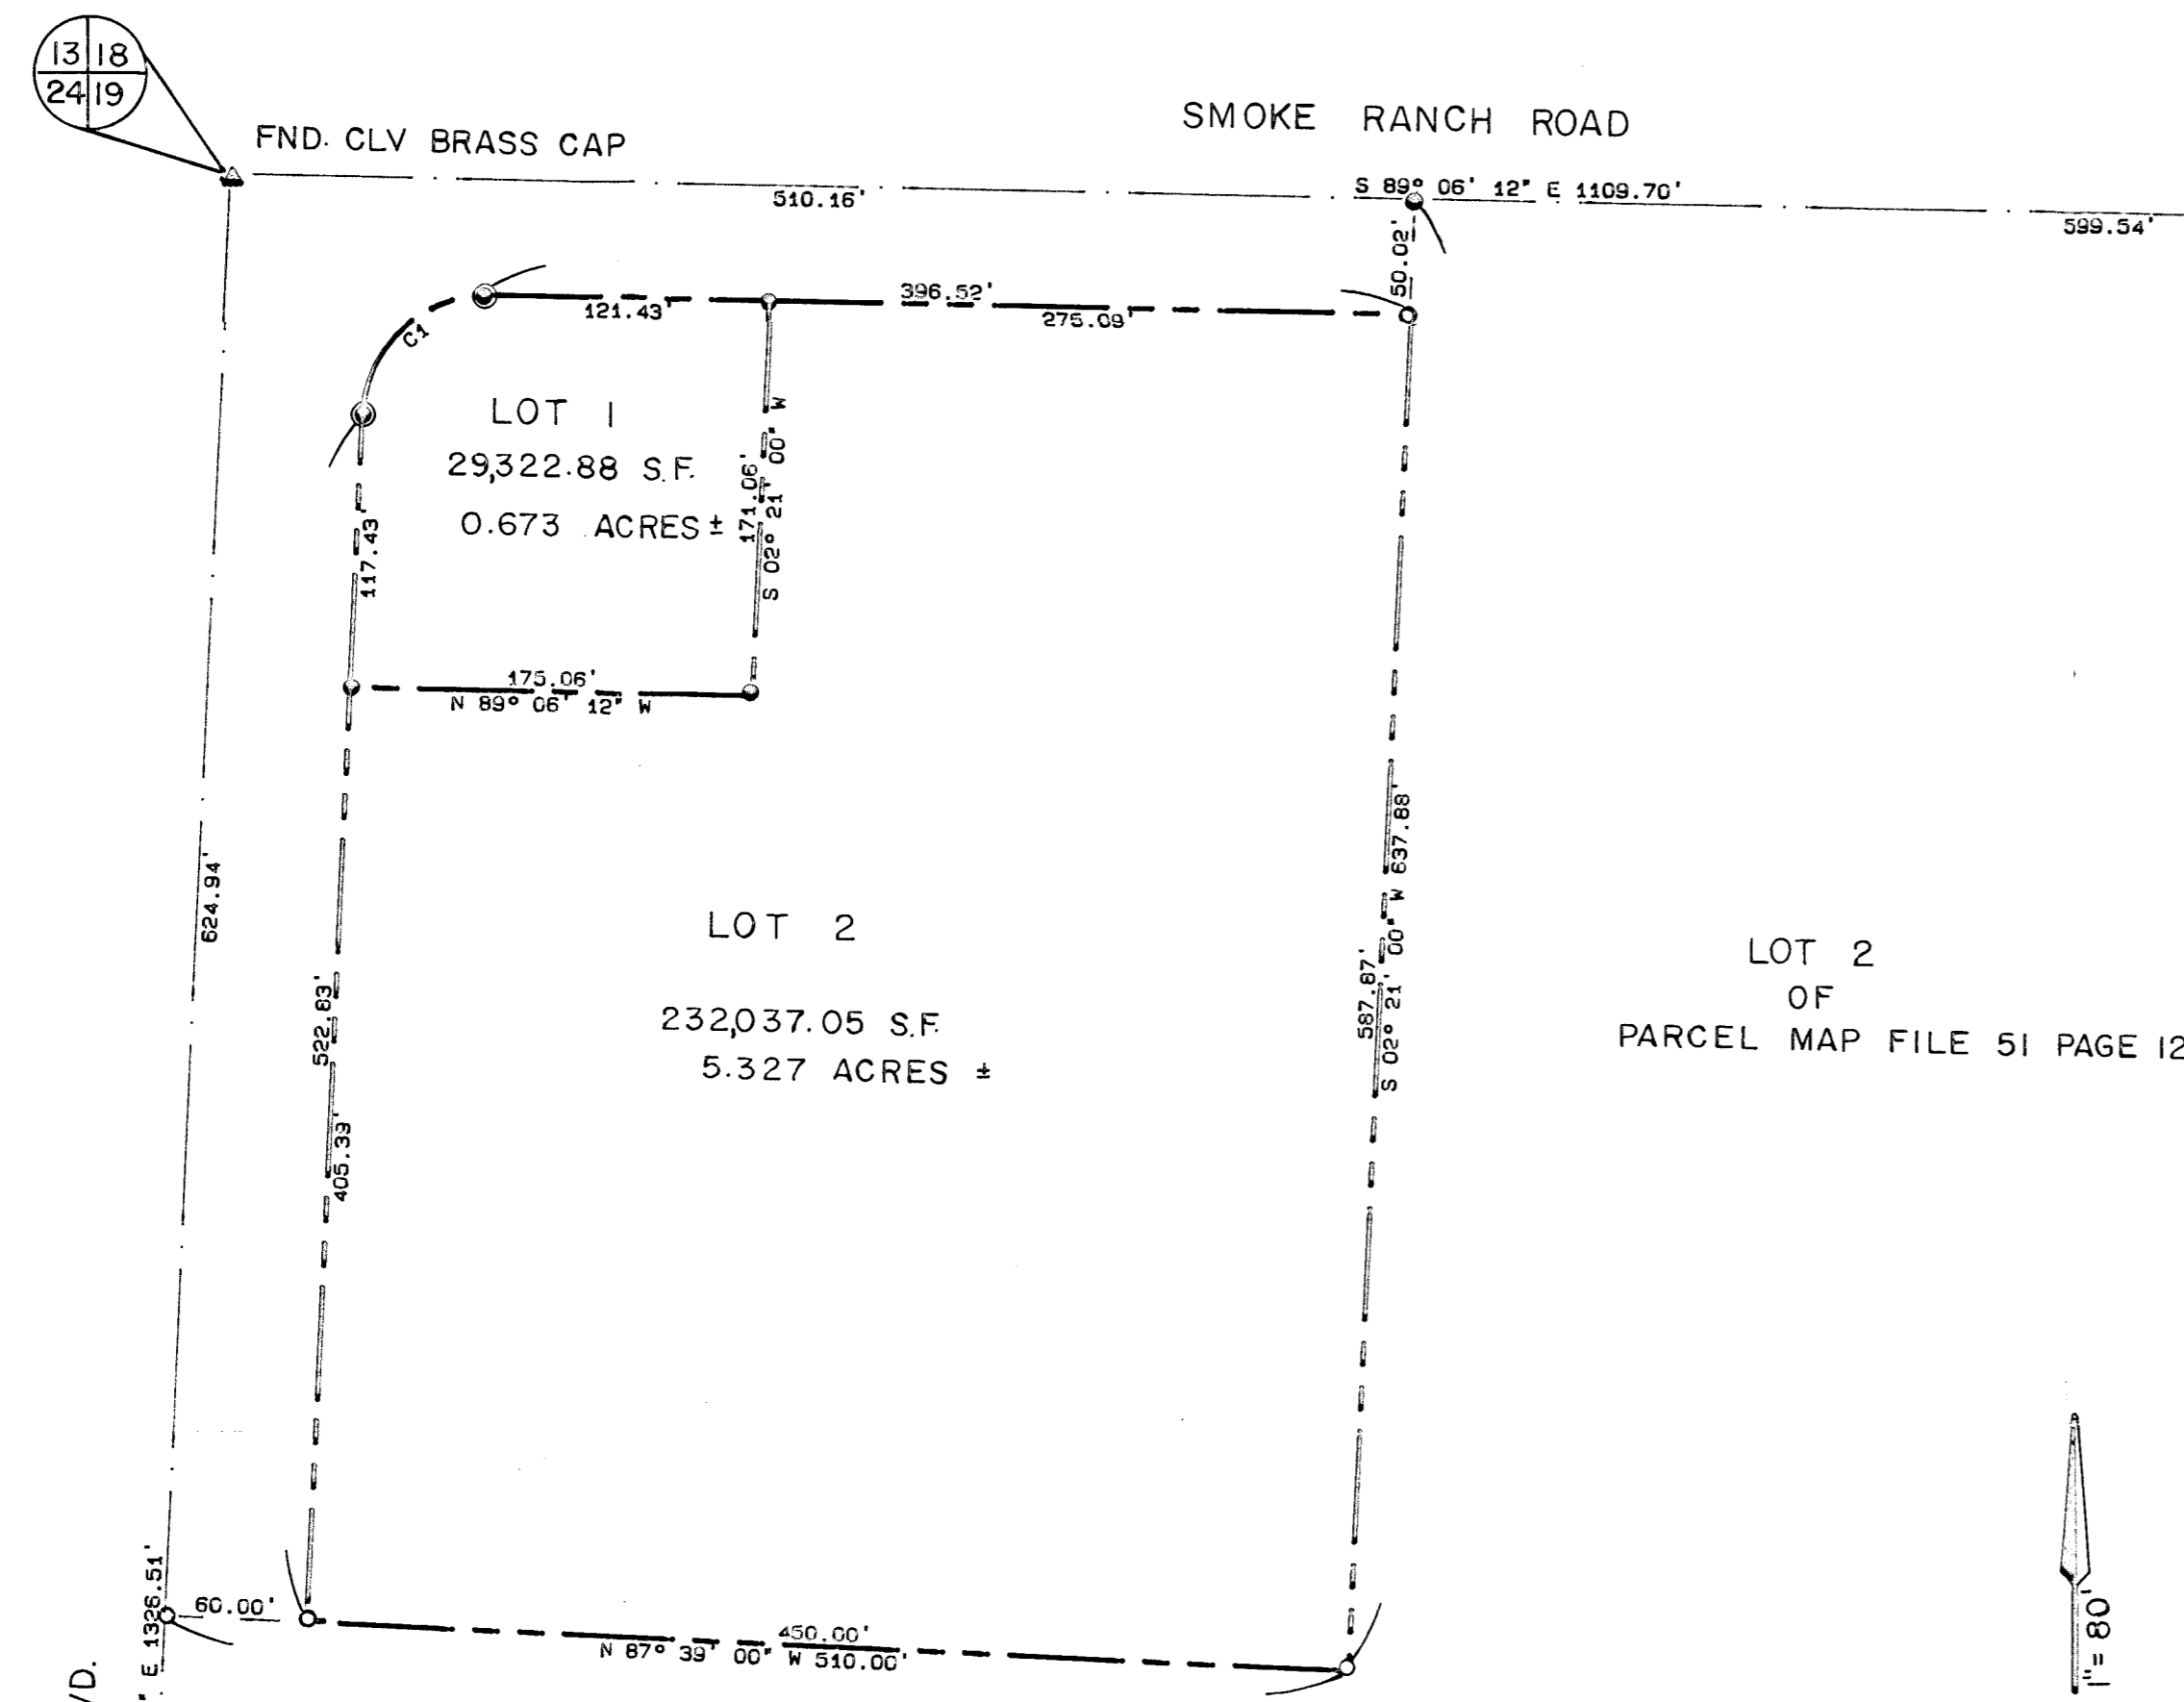 13 18
24 19
FND. CLV BRASS CAP
SMOKE RANCH ROAD
S 89° 06' 12" E 1109.70'
510.16'
599.54'
50.02'
396.52'
121.43'
275.09'
C1
LOT 1
29,322.88 S.F.
0.673 ACRES ±
171.06'
S 02° 21' 00" W
117.43'
175.06'
N 89° 06' 12" W
624.94'
LOT 2
232,037.05 S.F.
5.327 ACRES ±
522.83'
405.39'
587.87'
S 02° 21' 00" W 637.88'
LOT 2
OF
PARCEL MAP FILE 51 PAGE 12
60.00'
450.00'
N 87° 39' 00" W 510.00'
" E 1326.51'
VD.
1"= 80'